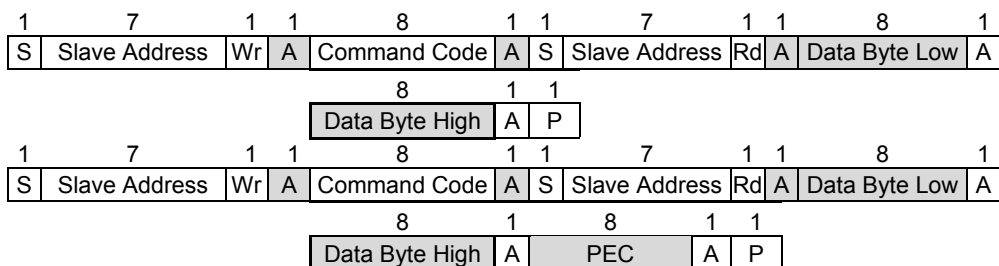 1 7 1 1 8 1 1 7 1 1 8 1
S Slave Address Wr A Command Code A S Slave Address Rd A Data Byte Low A
8 1 1
Data Byte High A P
1 7 1 1 8 1 1 7 1 1 8 1
S Slave Address Wr A Command Code A S Slave Address Rd A Data Byte Low A
8 1 8 1 1
Data Byte High A PEC A P